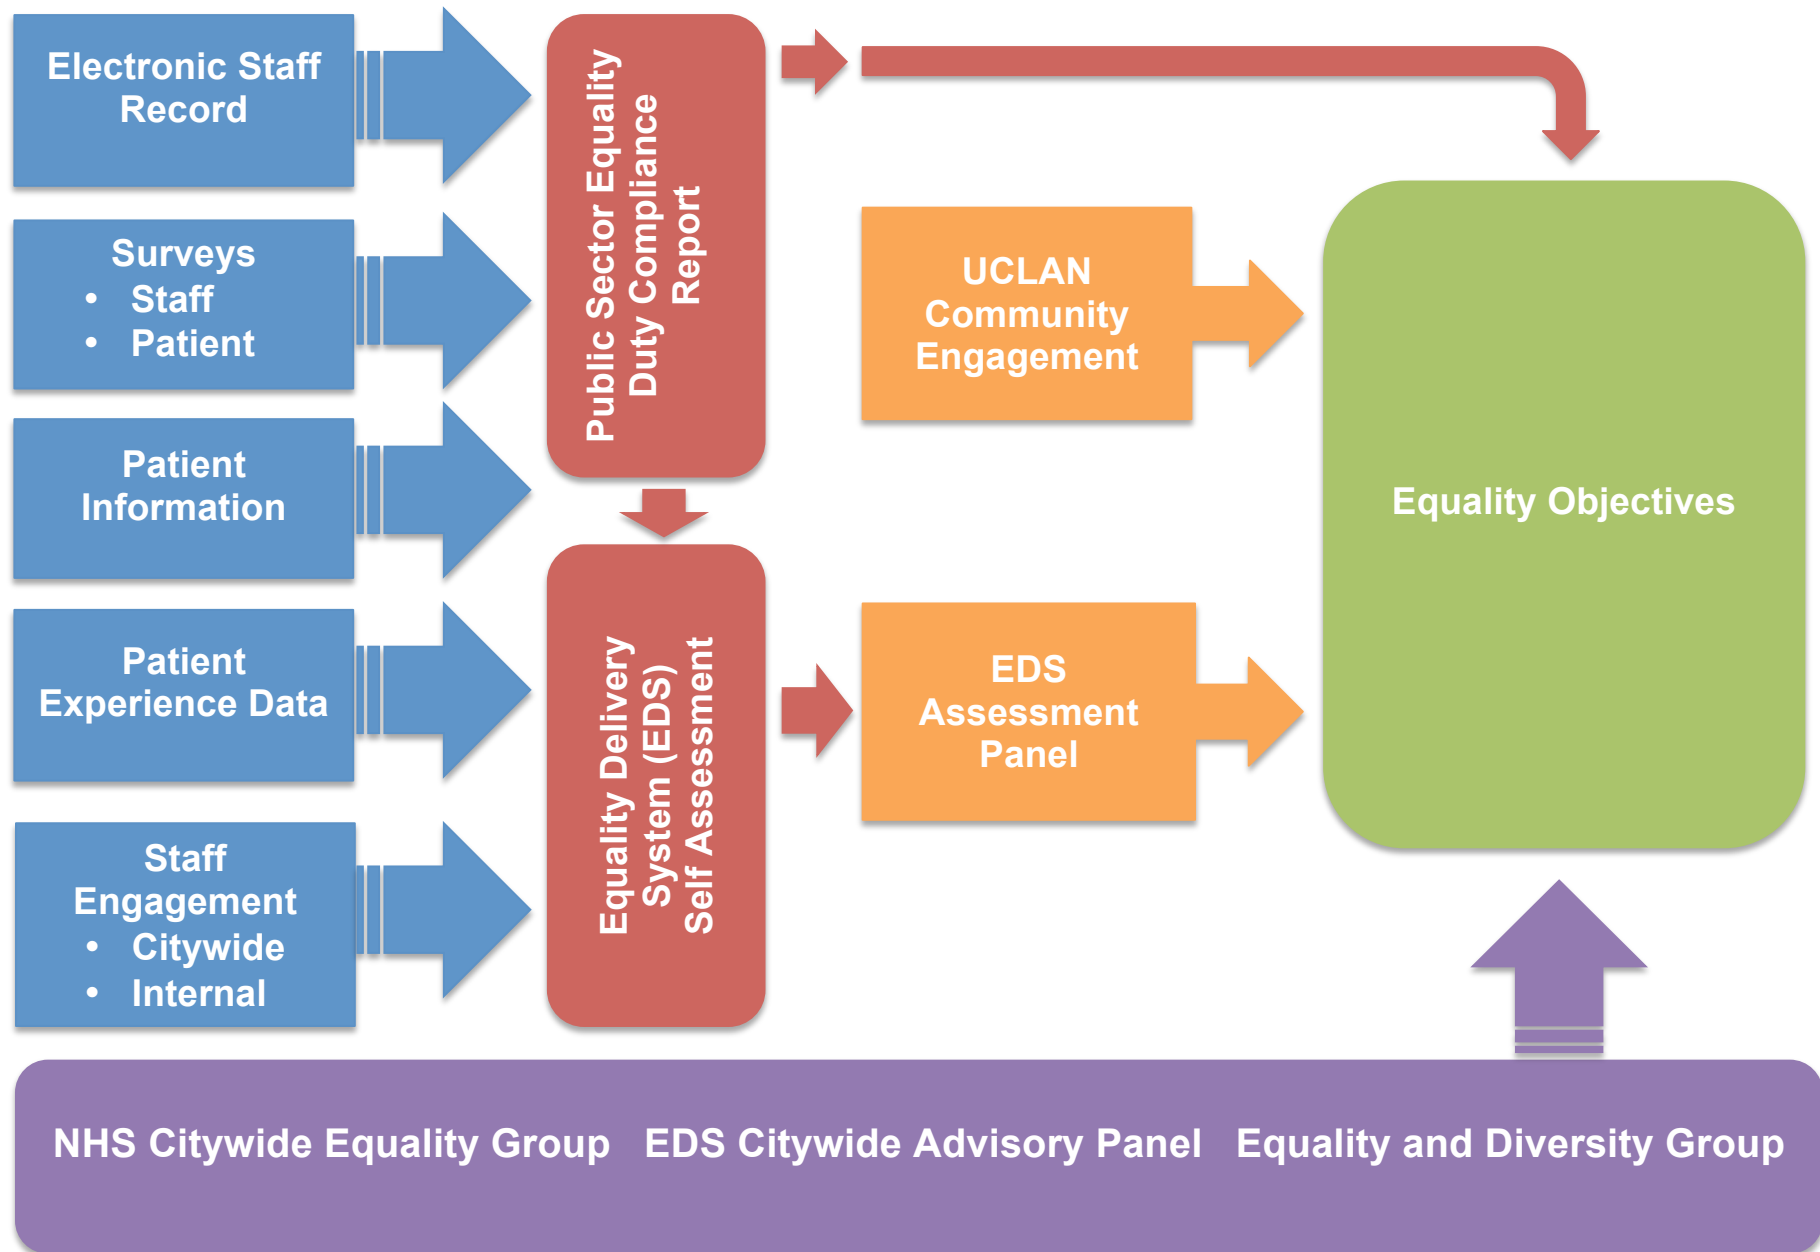 Electronic Staff
Record
Surveys
• Staff
• Patient
Patient
Information
Patient
Experience Data
Staff
Engagement
• Citywide
• Internal
Public Sector Equality
Duty Compliance
Report
Equality Delivery
System (EDS)
Self Assessment
UCLAN
Community
Engagement
EDS
Assessment
Panel
Equality Objectives
NHS Citywide Equality Group EDS Citywide Advisory Panel Equality and Diversity Group